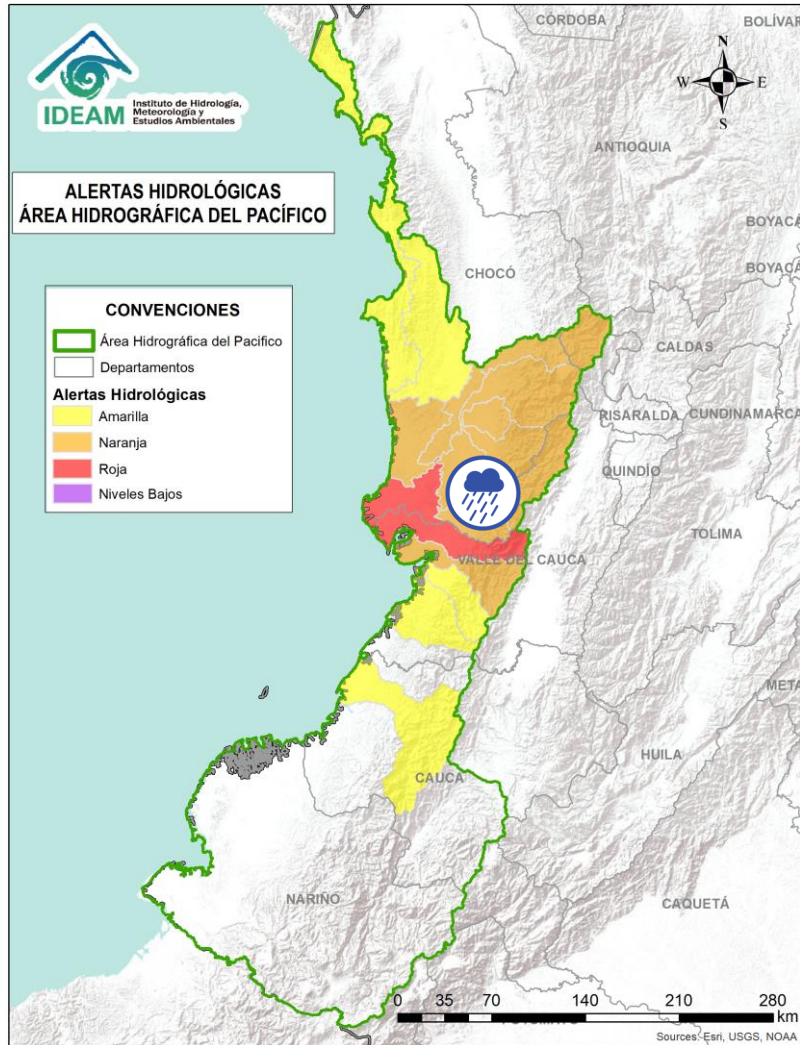 IDEAM
Instituto de Hidrología,
Meteorología y
Estudios Ambientales
CÓRDOBA
BOLÍVAR
N
W
E
S
ANTIOQUIA
ALERTAS HIDROLÓGICAS
ÁREA HIDROGRÁFICA DEL PACÍFICO
BOYACÁ
BOYACÁ
CHOCÓ
CONVENCIONES
Área Hidrográfica del Pacifico
Departamentos
Alertas Hidrológicas
Amarilla
Naranja
Roja
Niveles Bajos
CALDAS
RISARALDA
CUNDINAMARCA
QUINDÍO
TOLIMA
VALLE DEL CAUCA
META
HUILA
CAUCA
NARIÑO
CAQUETÁ
0 35 70 140 210 280
km
Sources: Esri, USGS, NOAA